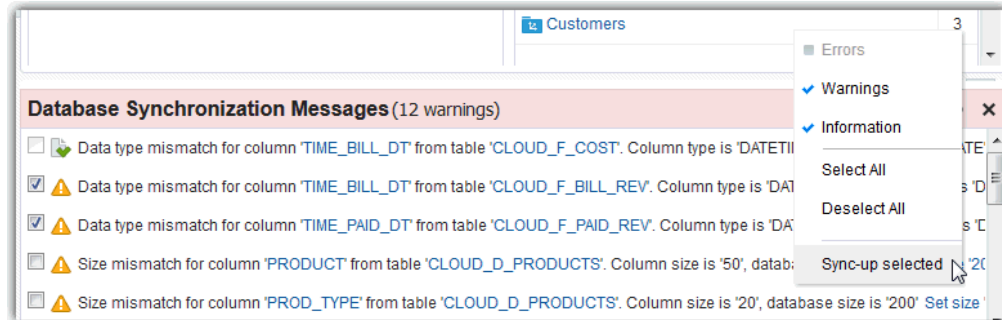 Customers 3
Errors
Warnings
Information
Select All
Deselect All
Sync-up selected
Database Synchronization Messages (12 warnings)
Data type mismatch for column 'TIME_BILL_DT' from table 'CLOUD_F_COST'. Column type is
Data type mismatch for column 'TIME_BILL_DT' from table 'CLOUD_F_BILL_REV'. Column type is
Data type mismatch for column 'TIME_PAID_DT' from table 'CLOUD_F_PAID_REV'. Column type is
Size mismatch for column 'PRODUCT' from table 'CLOUD_D_PRODUCTS'. Column size is '50',
Size mismatch for column 'PROD_TYPE' from table 'CLOUD_D_PRODUCTS'. Column size is '20', database size is '200' Set size